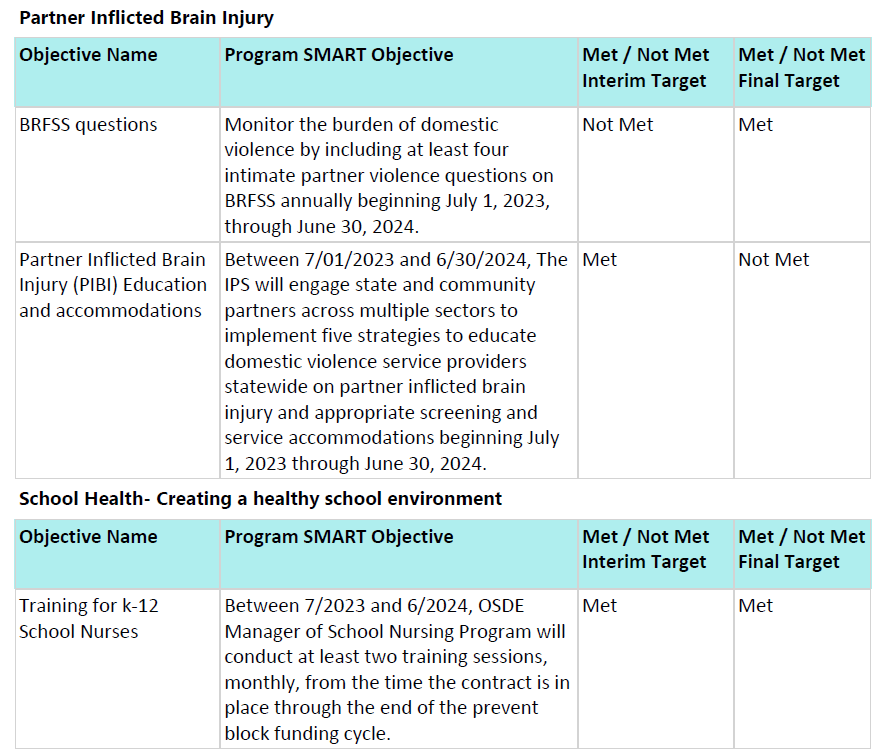 Partner Inflicted Brain Injury
Objective Name
Program SMART Objective
Met / Not Met
Interim Target
Met / Not Met
Final Target
BRFSS questions
Monitor the burden of domestic
violence by including at least four
intimate partner violence questions on
BRFSS annually beginning July 1, 2023,
through June 30, 2024.
Not Met
Met
Partner Inflicted Brain
Injury (PIBI) Education
and accommodations
Between 7/01/2023 and 6/30/2024, The
IPS will engage state and community
partners across multiple sectors to
implement five strategies to educate
domestic violence service providers
statewide on partner inflicted brain
injury and appropriate screening and
service accommodations beginning July
1, 2023 through June 30, 2024.
Met
Not Met
School Health- Creating a healthy school environment
Objective Name
Program SMART Objective
Met / Not Met
Interim Target
Met / Not Met
Final Target
Training for k-12
School Nurses
Between 7/2023 and 6/2024, OSDE
Manager of School Nursing Program will
conduct at least two training sessions,
monthly, from the time the contract is in
place through the end of the prevent
block funding cycle.
Met
Met